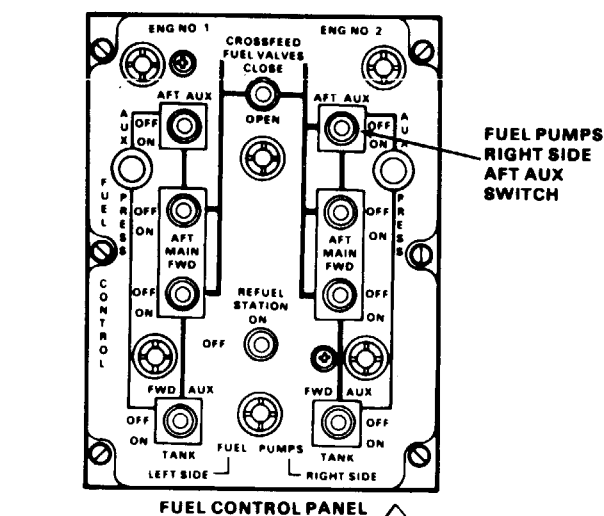 ENG NO 1
ENG NO 2
CROSSFEED
FUEL VALVES
CLOSE
OPEN
AFT AUX
AFT AUX
AUX
PRESS
OFF
ON
OFF
ON
AUX
PRESS
FUEL
CONTROL
FUEL PUMPS
RIGHT SIDE
AFT AUX
SWITCH
OFF
ON
AFT
MAIN
FWD
OFF
ON
AFT
MAIN
FWD
OFF
ON
OFF
ON
REFUEL
STATION
ON
OFF
FWD AUX
FWD AUX
OFF
ON
OFF
ON
TANK
TANK
FUEL PUMPS
LEFT SIDE
RIGHT SIDE
FUEL CONTROL PANEL